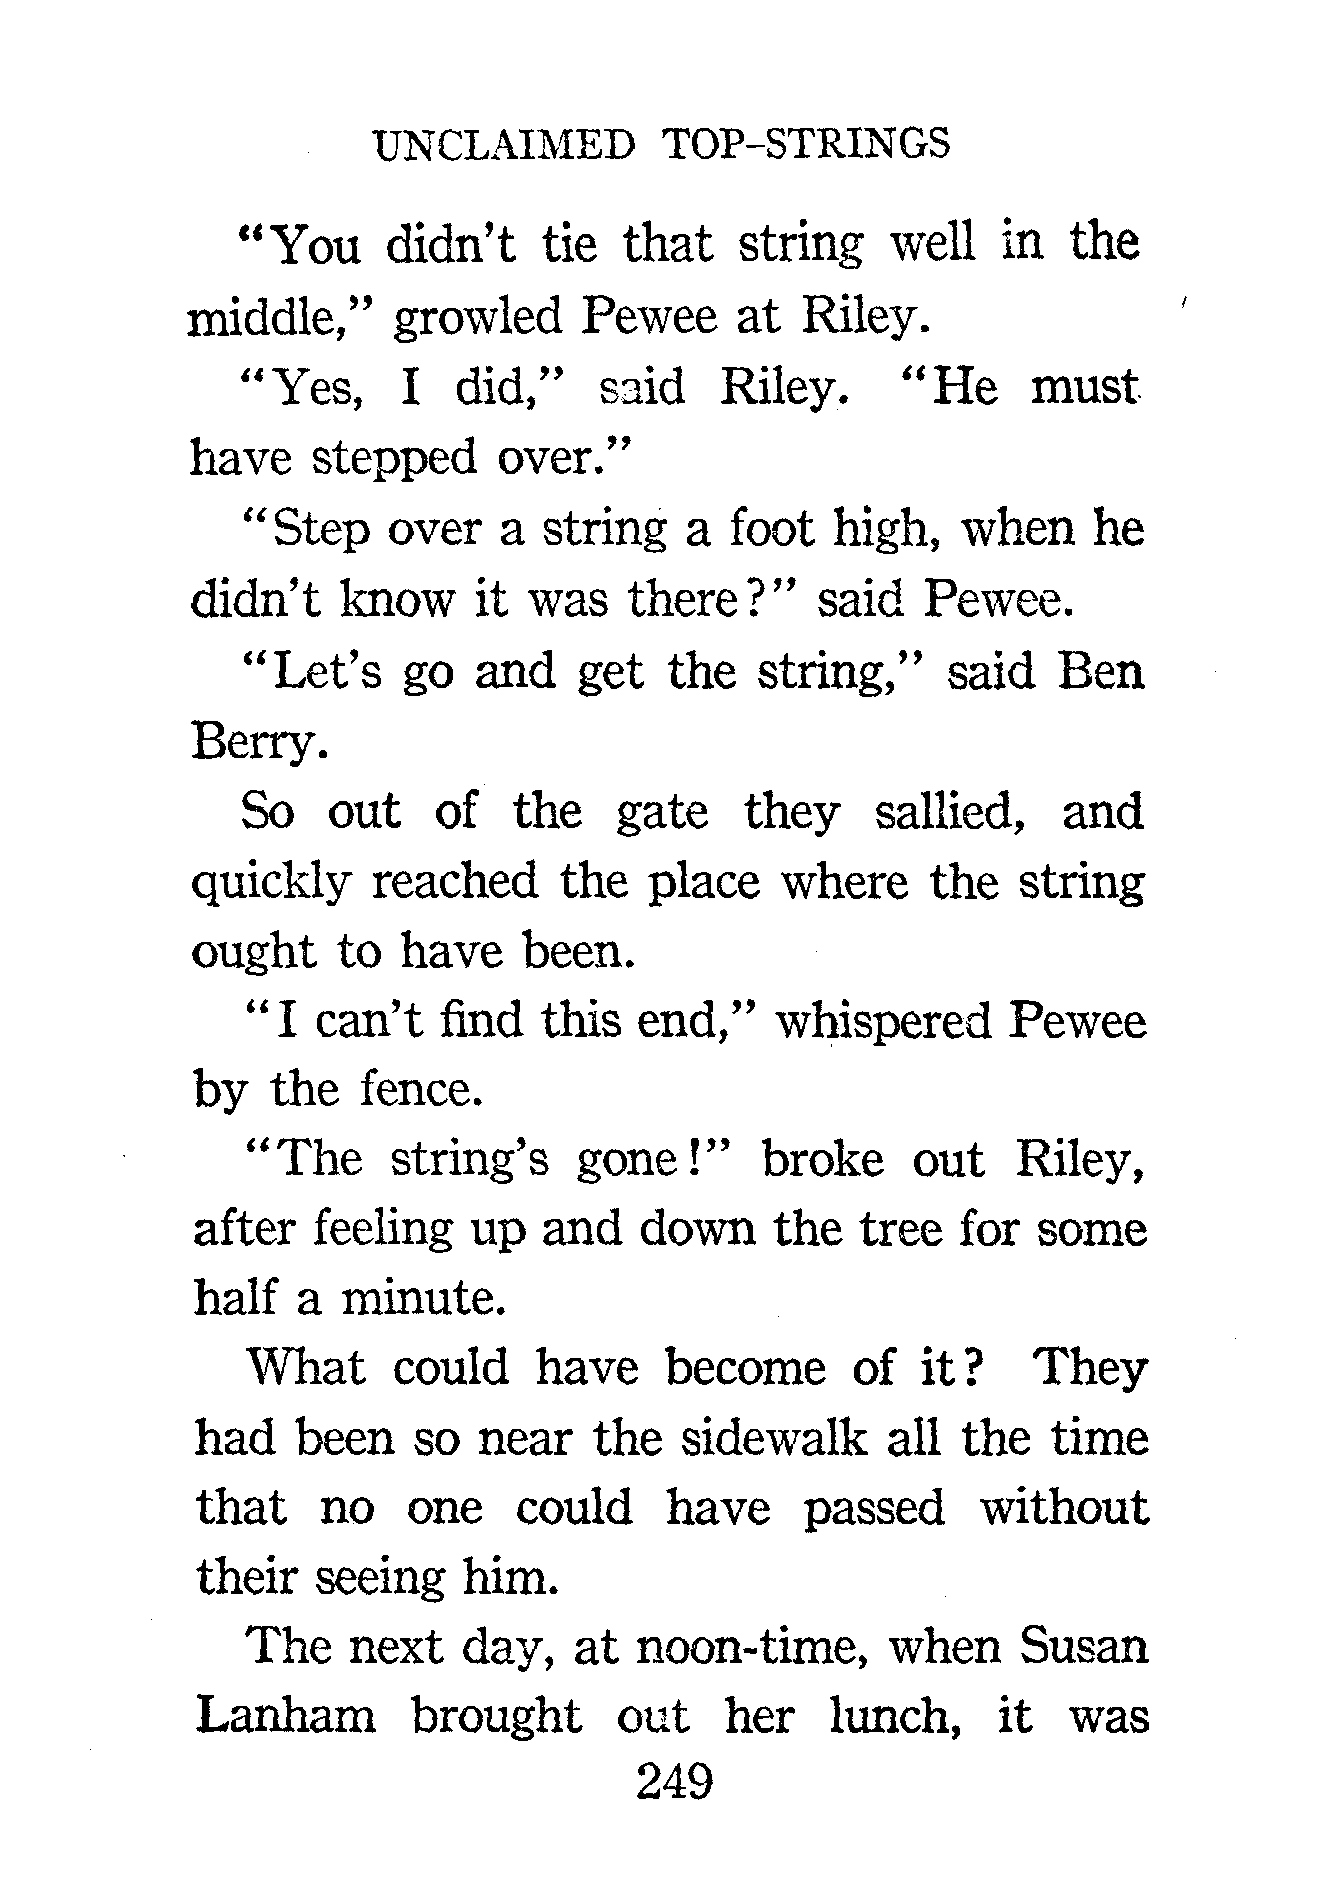 UNCLAIMED TOP-STRINGS
“You didn’t tie that string well in the
middle,” growled Pewee at Riley.
“Yes, I did,” said Riley. “He must
have stepped over.”
“Step over a string a foot high, when he
didn’t know it was there?” said Pewee.
“Let’s go and get the string,” said Ben
Berry.
So out of the gate they sallied, and
quickly reached the place where the string
ought to have been.
“I can’t find this end,” whispered Pewee
by the fence.
“The string’s gone!” broke out Riley,
after feeling up and down the tree for some
half a minute.
What could have become of it? They
had been so near the sidewalk all the time
that no one could have passed without
their seeing him.
The next day, at noon-time, when Susan
Lanham brought out her lunch, it was
249